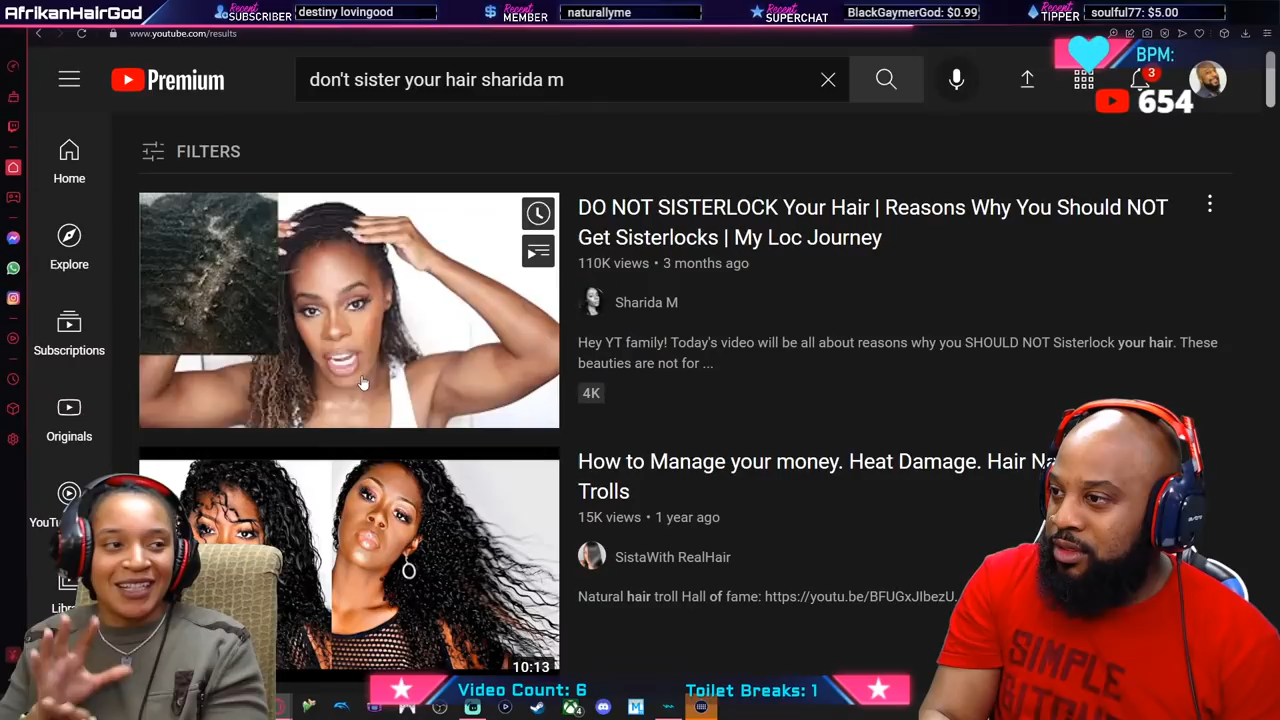 AfrikanHairGod
Recent SUBSCRIBER
destiny lovingood
Recent MEMBER
naturallyme
Recent SUPERCHAT
BlackGaymerGod: $0.99
Recent TIPPER
soulful77: $5.00
www.youtube.com/results
Premium
don't sister your hair sharida m
3
BPM:
654
Home
Explore
Subscriptions
Originals
FILTERS
DO NOT SISTERLOCK Your Hair | Reasons Why You Should NOT
Get Sisterlocks | My Loc Journey
110K views • 3 months ago
Sharida M
Hey YT family! Today's video will be all about reasons why you SHOULD NOT Sisterlock your hair. These
beauties are not for ...
4K
How to Manage your money. Heat Damage. Hair
Trolls
15K views • 1 year ago
SistaWith RealHair
Natural hair troll Hall of fame: https://youtu.be/BFUGxJIbezU.
10:13
SIMPLE
Video Count: 6
Toilet Breaks: 1